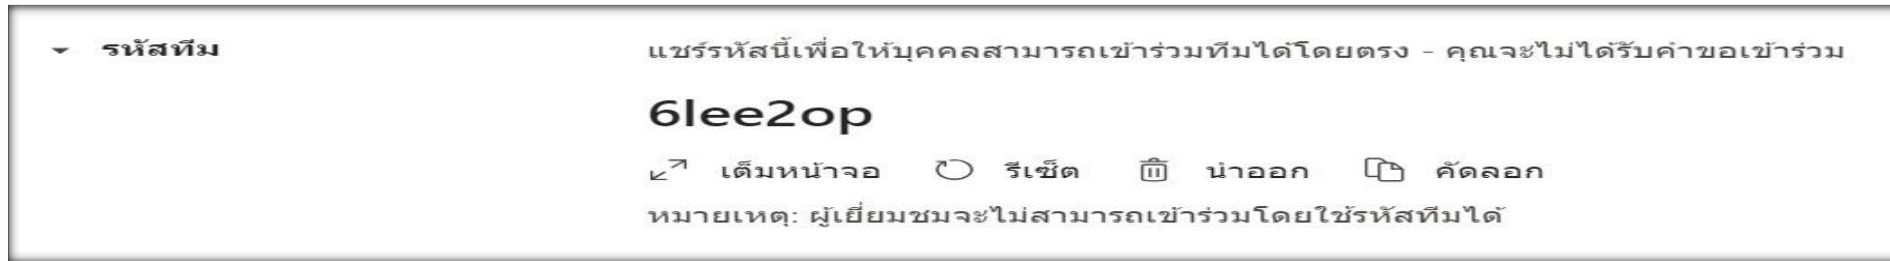 รหัสทีม
แชร์รหัสนี้เพื่อให้บุคคลสามารถเข้าร่วมทีมได้โดยตรง - คุณจะไม่ได้รับคำขอเข้าร่วม
6lee2op
เต็มหน้าจอ รีเซ็ต นำออก คัดลอก
หมายเหตุ: ผู้เยี่ยมชมจะไม่สามารถเข้าร่วมโดยใช้รหัสทีมได้